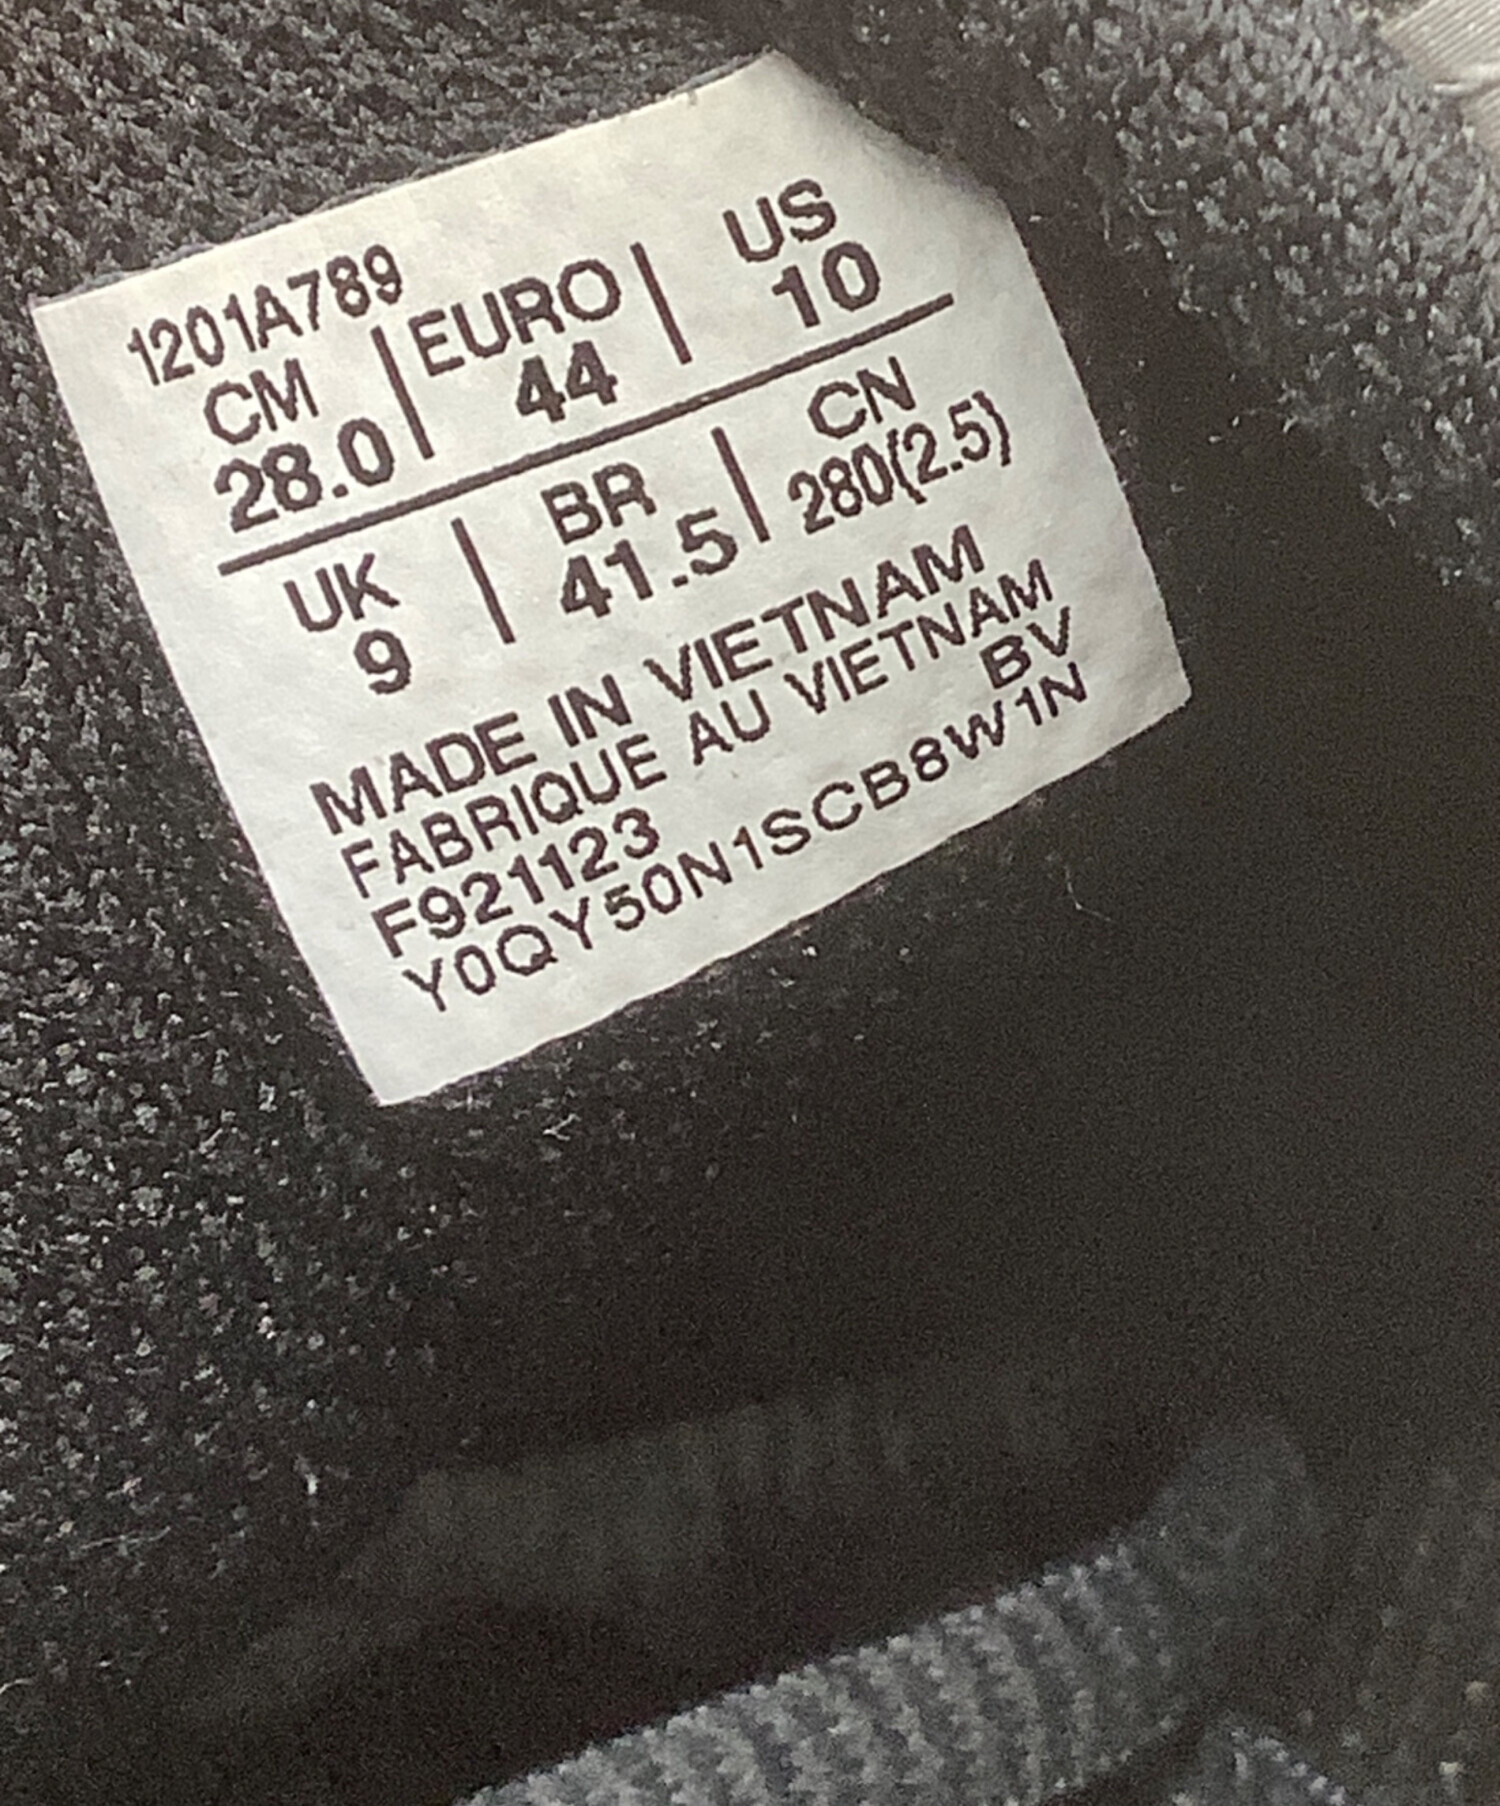 1201A789
CM | EURO | US
28.0 44 10
UK | BR | CN
9 41.5 280(2.5)
MADE IN VIETNAM
FABRIQUE AU VIETNAM
F921123 BV
Y0QY50N1SCB8W1N